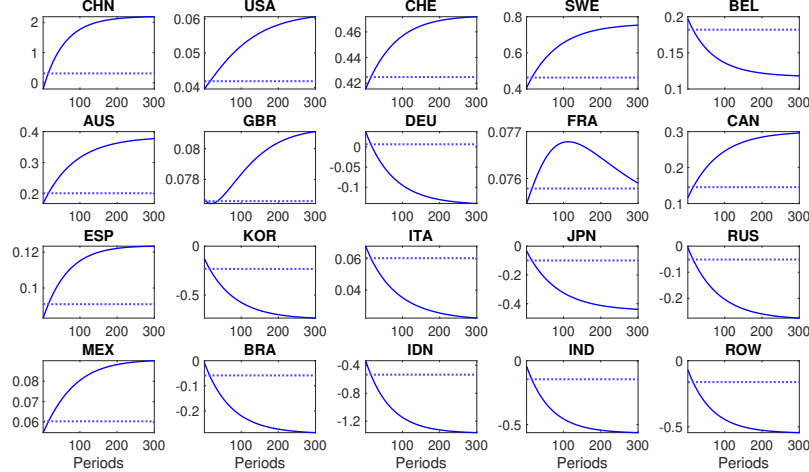 CHN USA CHE SWE BEL
2 1 0 100 200 300
0.06 0.05 0.04 100 200 300
0.46 0.44 0.42 100 200 300
0.8 0.6 0.4 100 200 300
0.2 0.1 100 200 300
AUS GBR DEU FRA CAN
0.4 0.3 0.2 100 200 300
0.08 0.078 100 200 300
0 -0.05 -0.1 100 200 300
0.077 0.076 100 200 300
0.3 0.2 0.1 100 200 300
ESP KOR ITA JPN RUS
0.12 0.1 100 200 300
0 -0.5 100 200 300
0.06 0.04 100 200 300
0 -0.2 -0.4 100 200 300
0 -0.1 -0.2 100 200 300
MEX BRA IDN IND ROW
0.08 0.07 0.06 100 200 300
0 -0.1 -0.2 100 200 300
-0.4 -0.8 -1.2 100 200 300
0 -0.5 100 200 300
0 -0.5 100 200 300
Periods Periods Periods Periods Periods